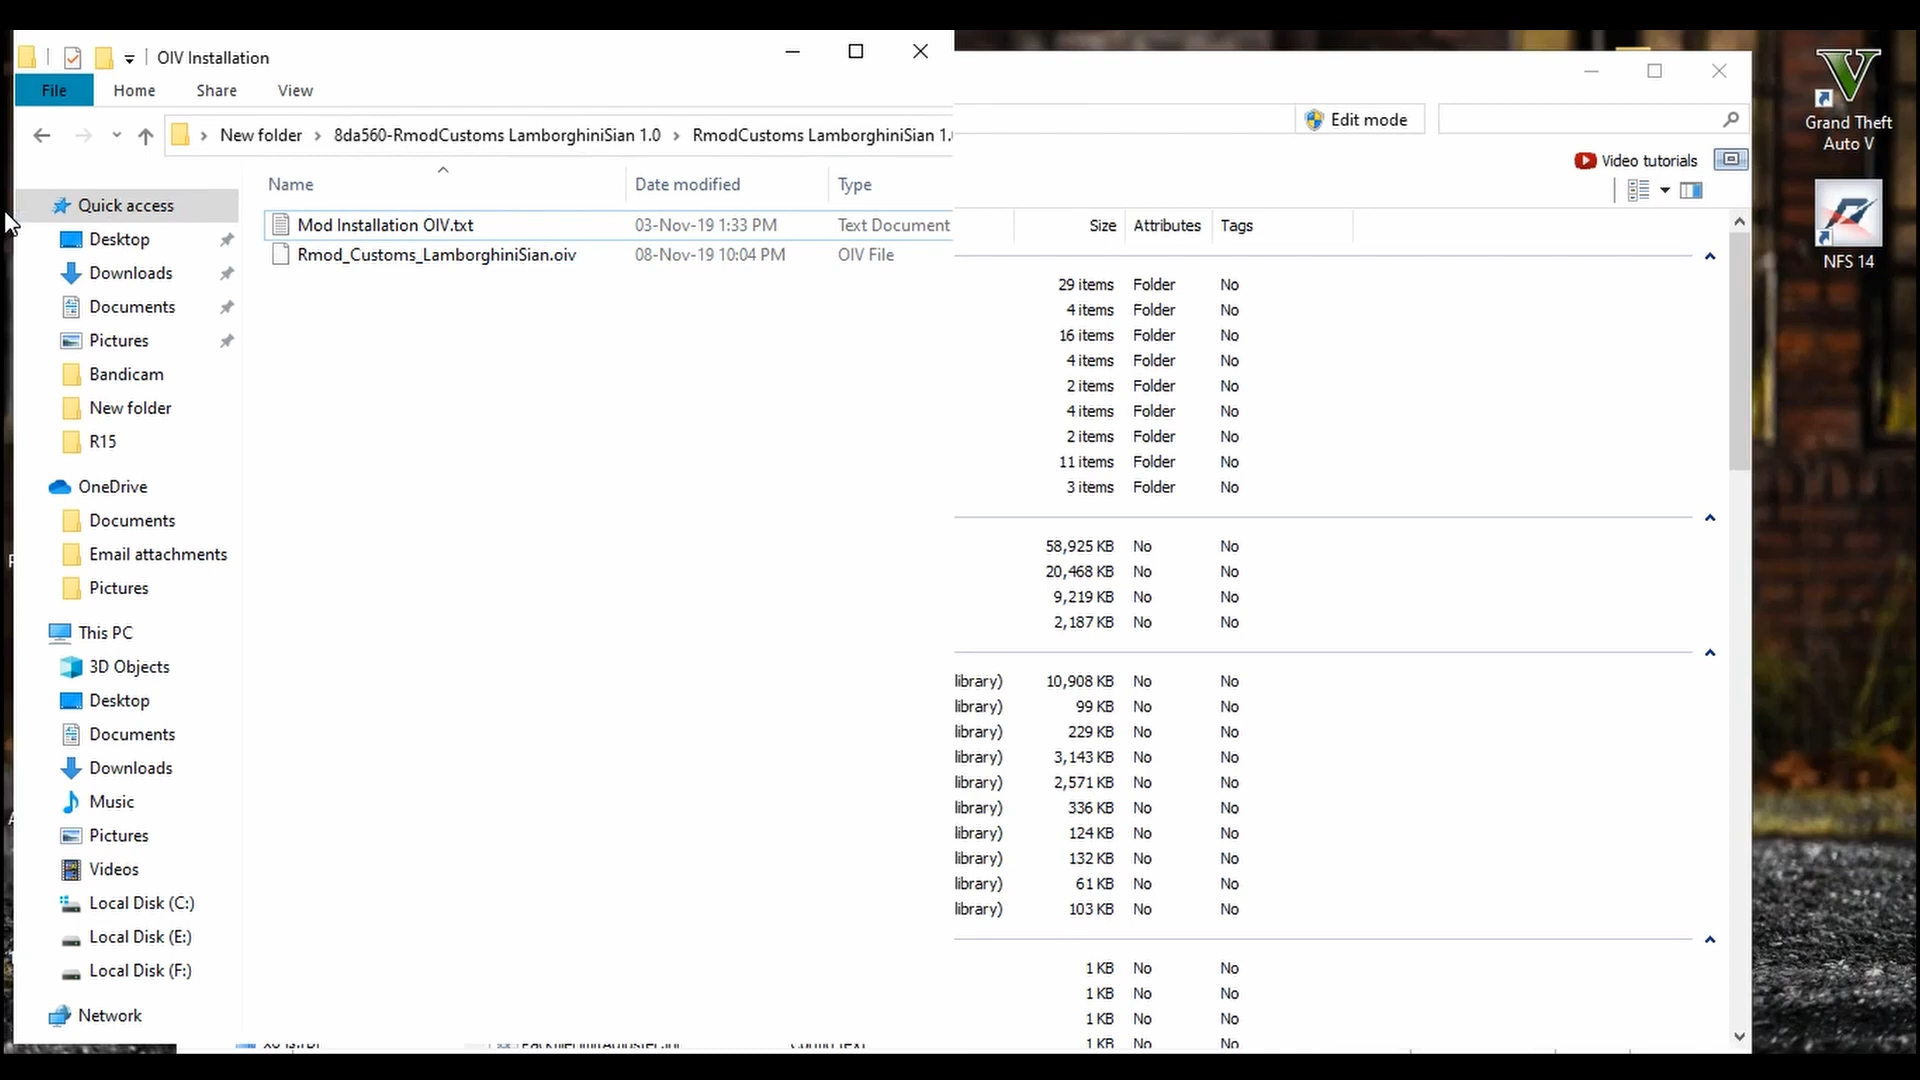 OIV Installation
File Home Share View
New folder 8da560-RmodCustoms LamborghiniSian 1.0 RmodCustoms LamborghiniSian 1.
Name Date modified Type
Mod Installation OIV.txt 03-Nov-19 1:33 PM Text Document
Rmod_Customs_LamborghiniSian.oiv 08-Nov-19 10:04 PM OIV File
Quick access
Desktop
Downloads
Documents
Pictures
Bandicam
New folder
R15
OneDrive
Documents
Email attachments
Pictures
This PC
3D Objects
Desktop
Documents
Downloads
Music
Pictures
Videos
Local Disk (C:)
Local Disk (E:)
Local Disk (F:)
Network
Edit mode
Video tutorials
Size Attributes Tags
29 items Folder No
4 items Folder No
16 items Folder No
4 items Folder No
2 items Folder No
4 items Folder No
2 items Folder No
11 items Folder No
3 items Folder No
58,925 KB No No
20,468 KB No No
9,219 KB No No
2,187 KB No No
library) 10,908 KB No No
library) 99 KB No No
library) 229 KB No No
library) 3,143 KB No No
library) 2,571 KB No No
library) 336 KB No No
library) 124 KB No No
library) 132 KB No No
library) 61 KB No No
library) 103 KB No No
1 KB No No
1 KB No No
1 KB No No
1 KB No No
Grand Theft
Auto V
NFS 14